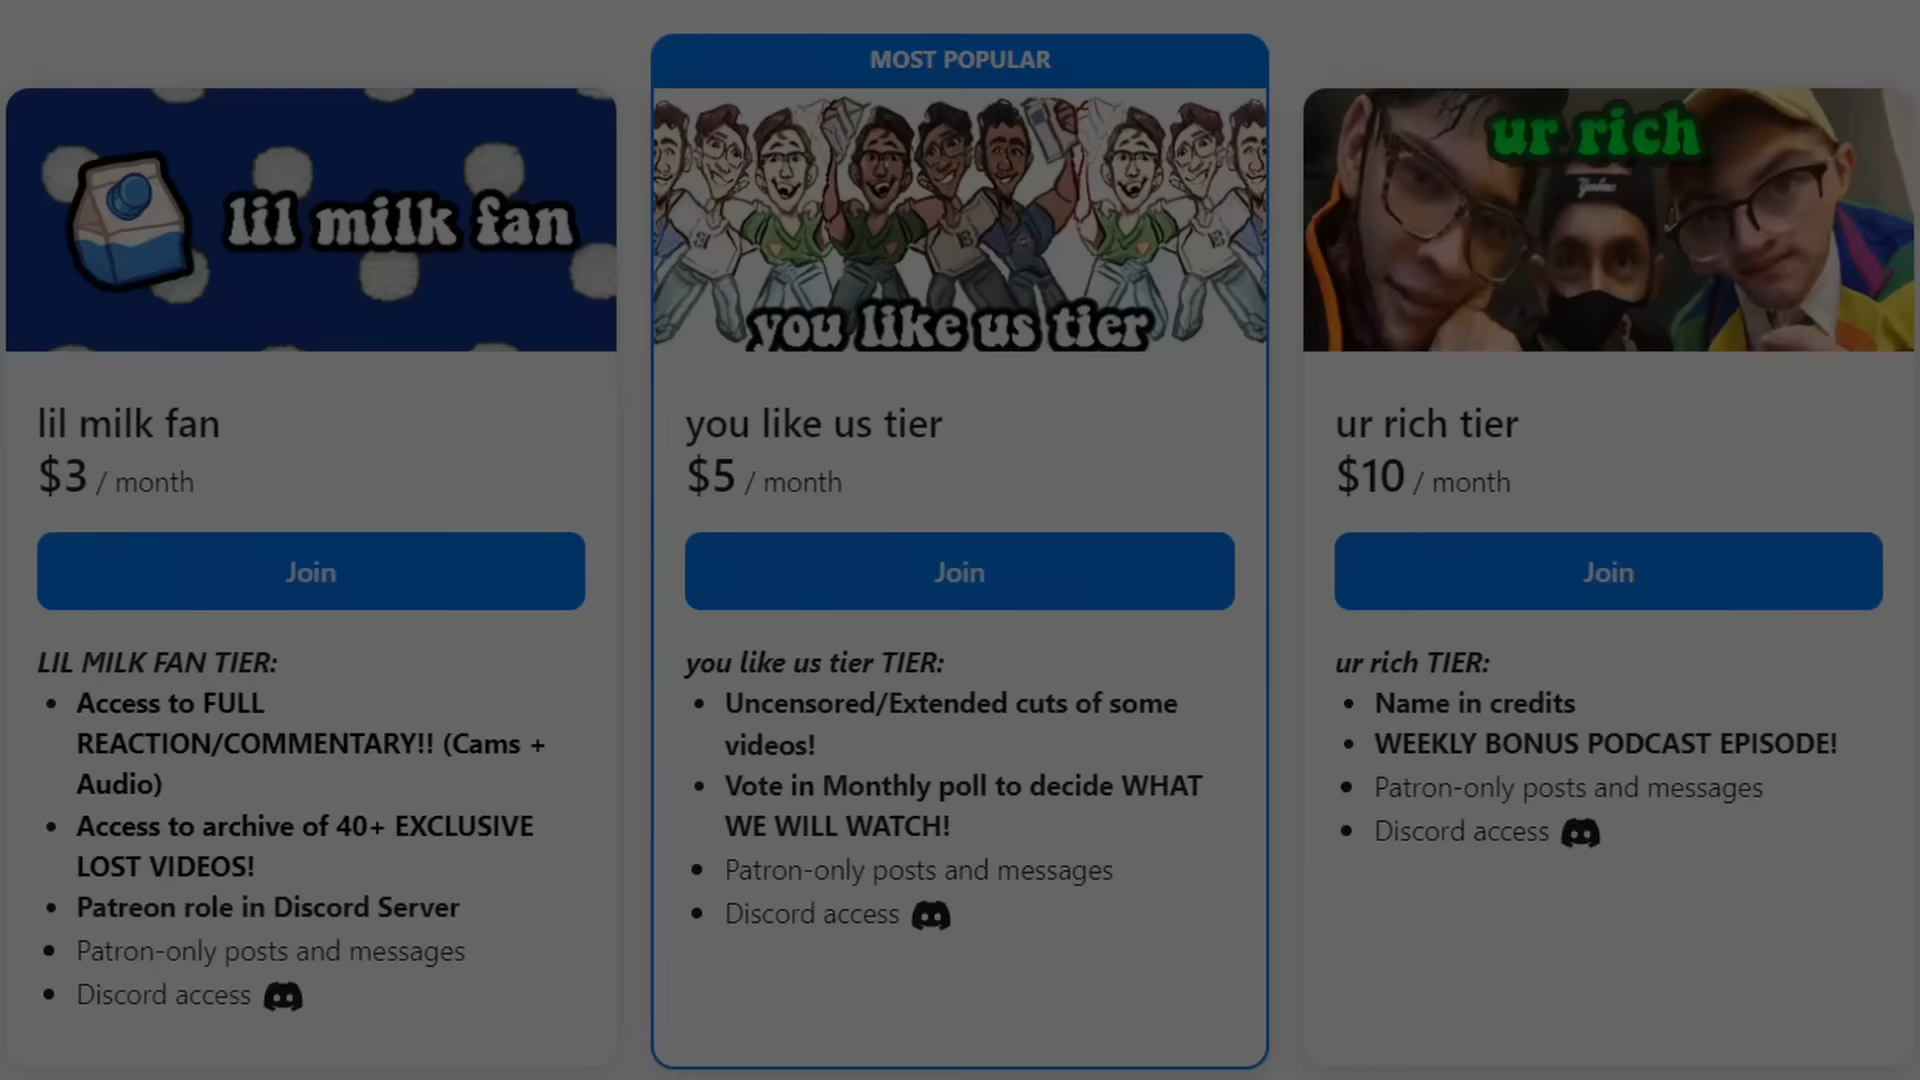 MOST POPULAR
lil milk fan
you like us tier
ur rich
Yankees
lil milk fan
$3 / month
Join
LIL MILK FAN TIER:
• Access to FULL
REACTION/COMMENTARY!! (Cams +
Audio)
• Access to archive of 40+ EXCLUSIVE
LOST VIDEOS!
• Patreon role in Discord Server
• Patron-only posts and messages
• Discord access
you like us tier
$5 / month
Join
you like us tier TIER:
• Uncensored/Extended cuts of some
videos!
• Vote in Monthly poll to decide WHAT
WE WILL WATCH!
• Patron-only posts and messages
• Discord access
ur rich tier
$10 / month
Join
ur rich TIER:
• Name in credits
• WEEKLY BONUS PODCAST EPISODE!
• Patron-only posts and messages
• Discord access